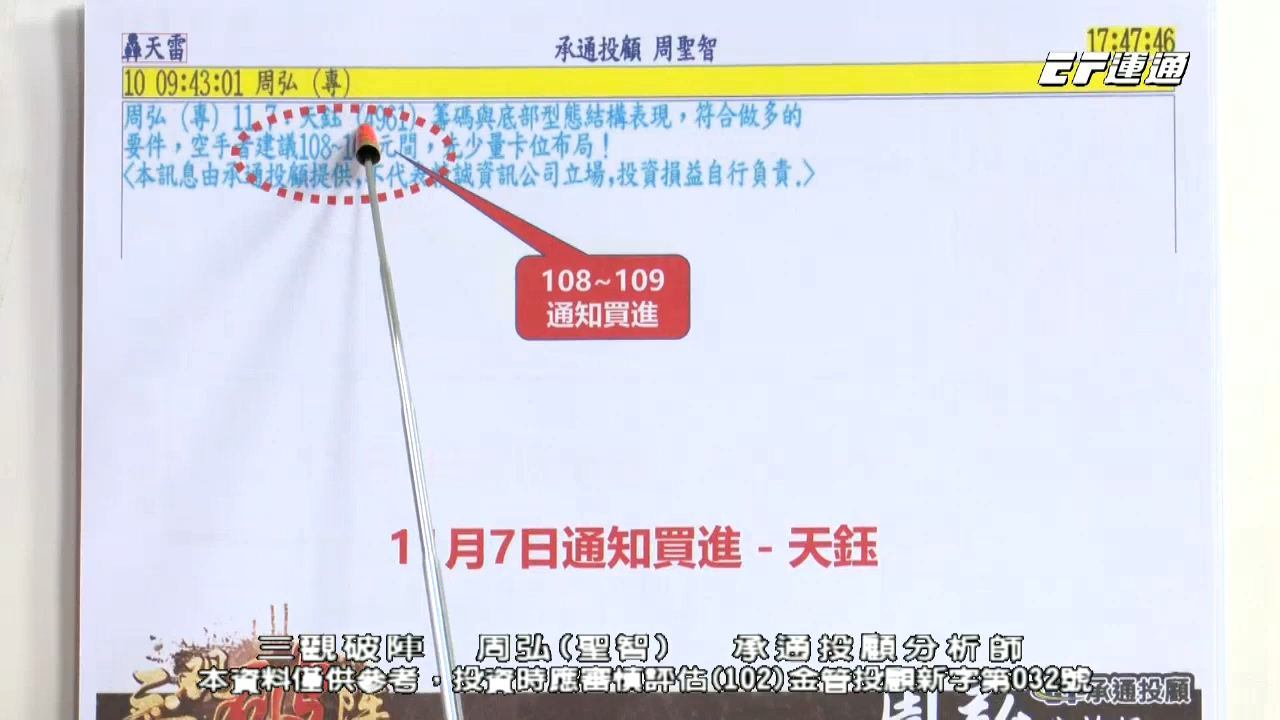 轟天雷
承通投顧 周聖智
17:47:46
EF運通
10 09:43:01 周弘 (專)
周弘 (專) 11 7 天鈺 (4961) 籌碼與底部型態結構表現，符合做多的
要件，空手者建議108~10 元間，先少量卡位布局！
〈本訊息由承通投顧提供,不代表 誠資訊公司立場,投資損益自行負責.〉
108~109
通知買進
1 月7日通知買進 - 天鈺
三觀破陣 周弘(聖智) 承通投顧分析師
本資料僅供參考，投資時應審慎評估(102)金管投顧新字第032號
承通投顧
周弘